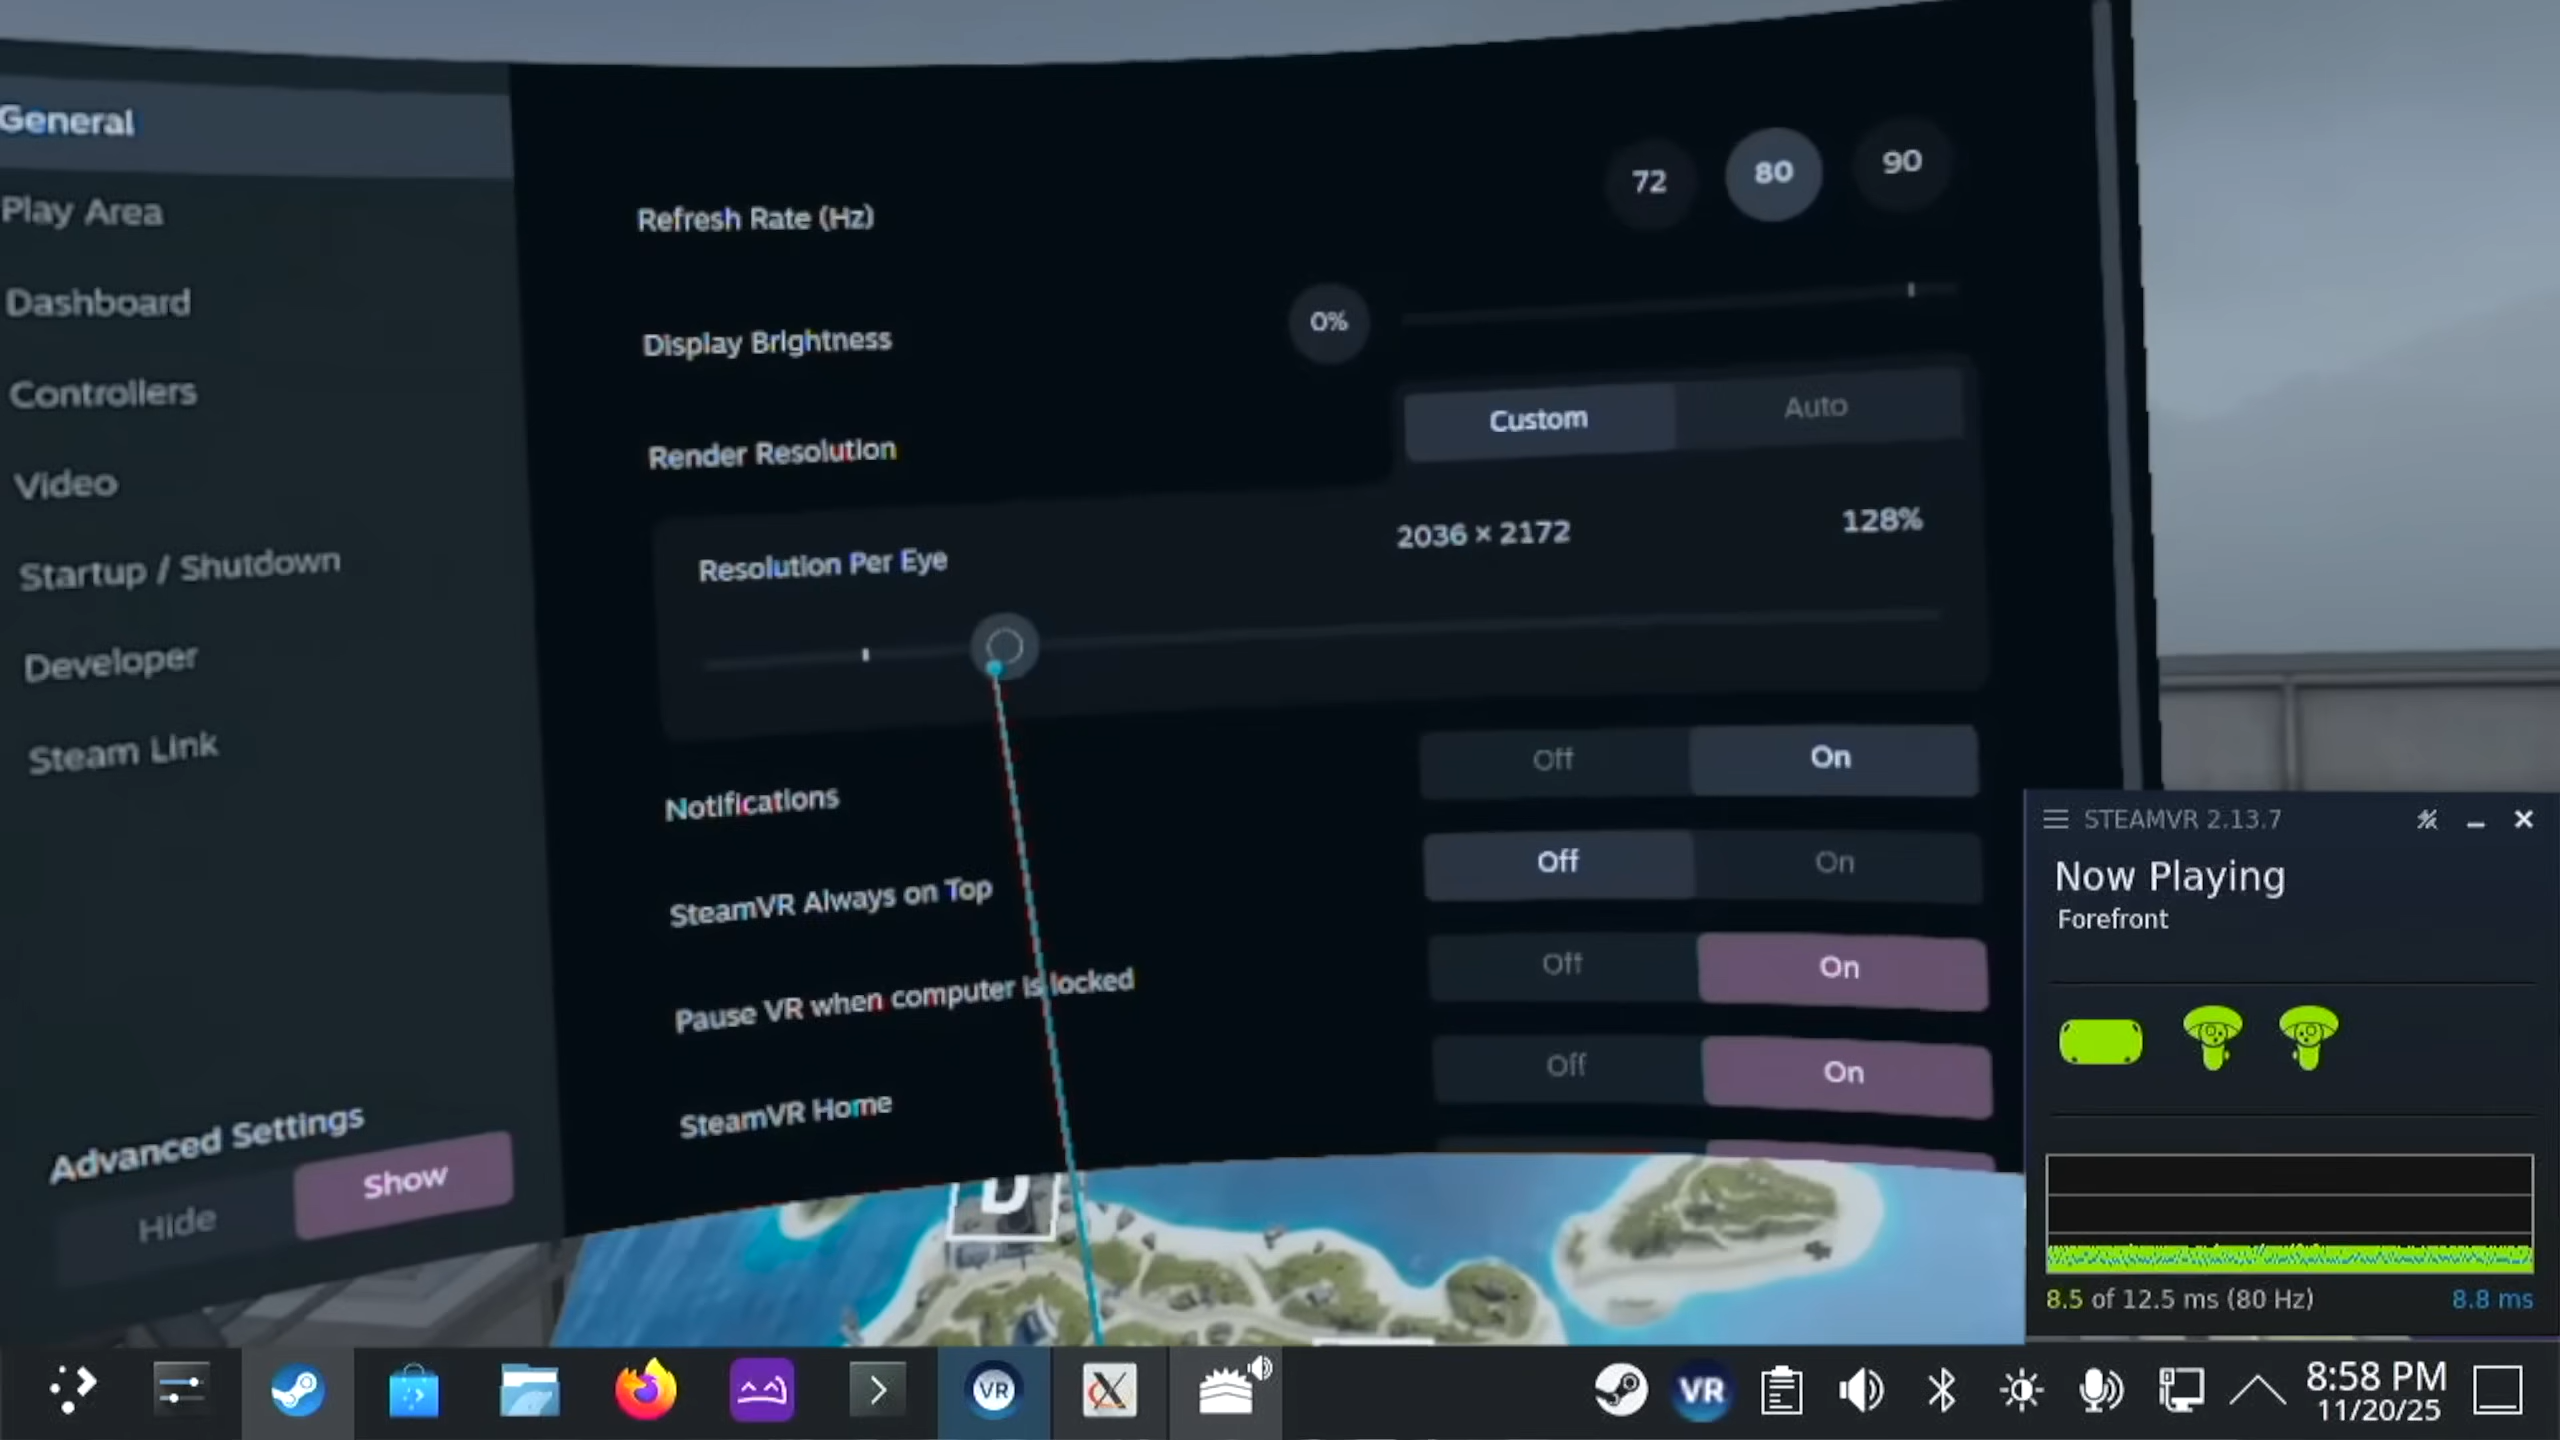 General
Play Area
Dashboard
Controllers
Video
Startup / Shutdown
Developer
Steam Link
Advanced Settings
Hide
Show
Refresh Rate (Hz)
72
80
90
Display Brightness
0%
Render Resolution
Custom
Auto
Resolution Per Eye
2036 × 2172
128%
Notifications
Off
On
SteamVR Always on Top
Off
On
Pause VR when computer is locked
Off
On
SteamVR Home
Off
On
D
STEAMVR 2.13.7
Now Playing
Forefront
8.5 of 12.5 ms (80 Hz)
8.8 ms
VR
VR
8:58 PM
11/20/25